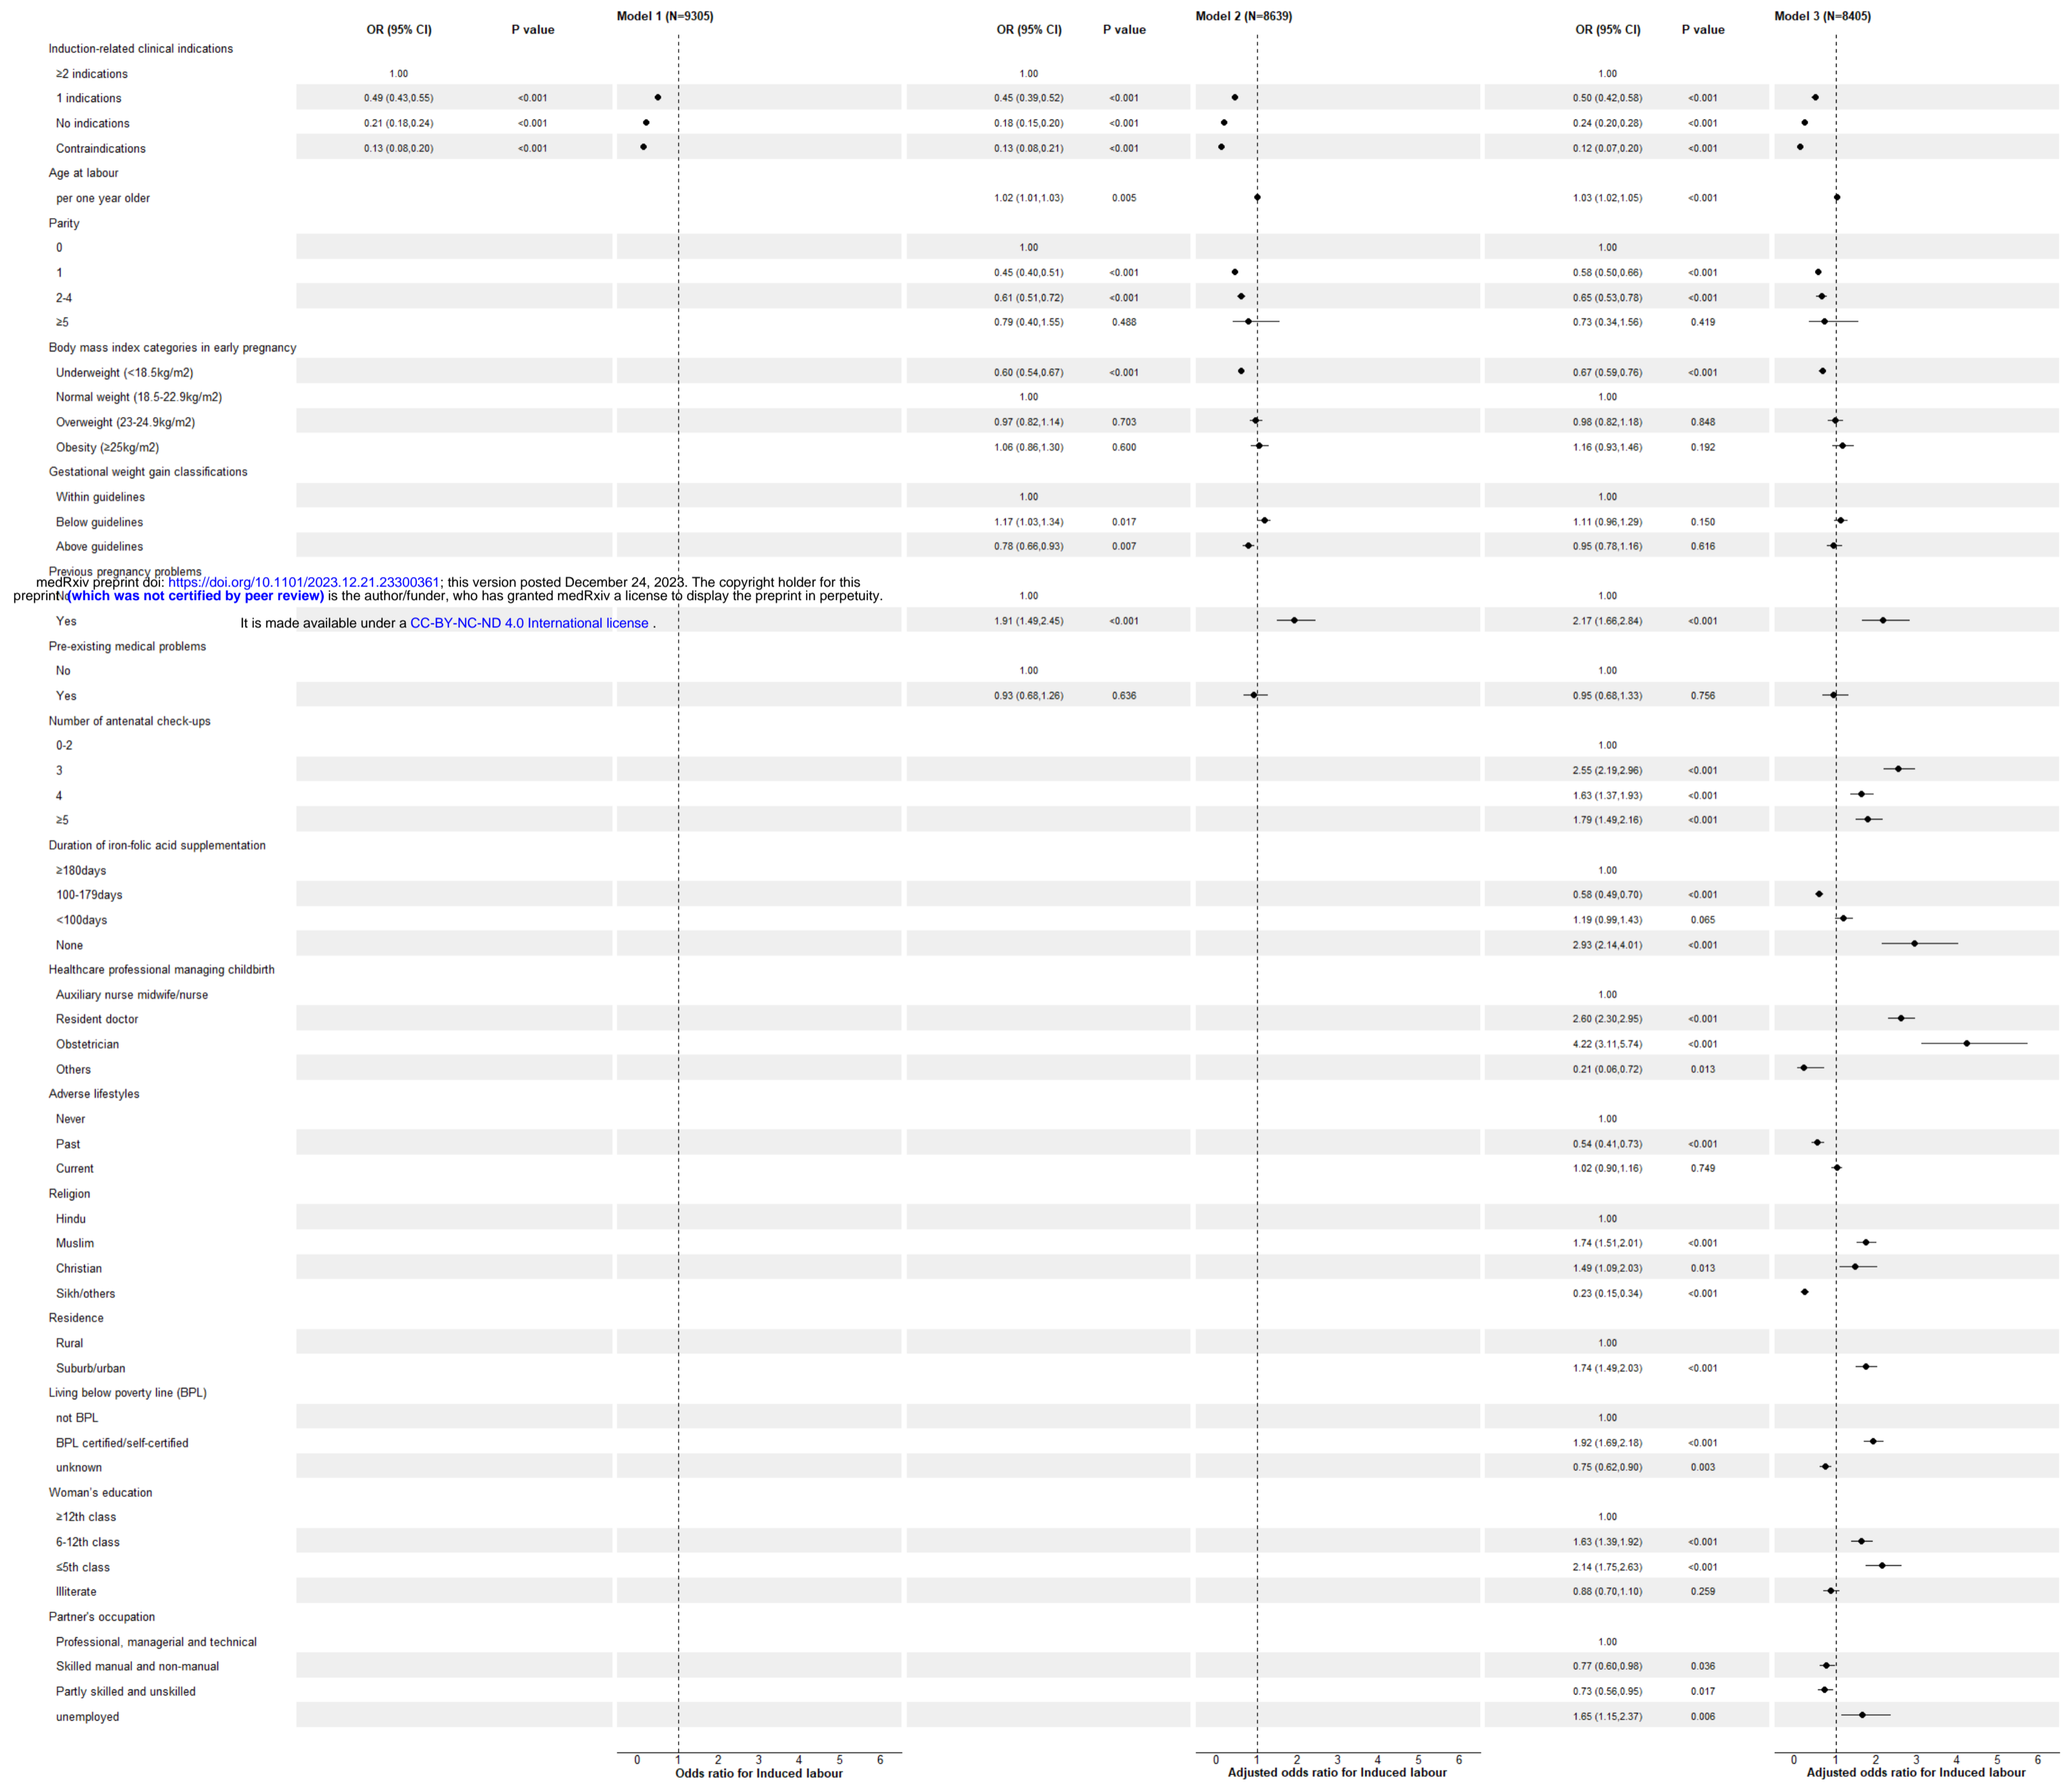 Model 1 (N=9305) Model 2 (N=8639) Model 3 (N=8405)
OR (95% CI) P value OR (95% CI) P value OR (95% CI) P value
Induction-related clinical indications
≥2 indications 1.00 1.00 1.00
1 indications 0.49 (0.43,0.55) <0.001 0.45 (0.39,0.52) <0.001 0.50 (0.42,0.58) <0.001
No indications 0.21 (0.18,0.24) <0.001 0.18 (0.15,0.20) <0.001 0.24 (0.20,0.28) <0.001
Contraindications 0.13 (0.08,0.20) <0.001 0.13 (0.08,0.21) <0.001 0.12 (0.07,0.20) <0.001
Age at labour
per one year older 1.02 (1.01,1.03) 0.005 1.03 (1.02,1.05) <0.001
Parity
0 1.00 1.00
1 0.45 (0.40,0.51) <0.001 0.58 (0.50,0.66) <0.001
2-4 0.61 (0.51,0.72) <0.001 0.65 (0.53,0.78) <0.001
≥5 0.79 (0.40,1.55) 0.488 0.73 (0.34,1.56) 0.419
Body mass index categories in early pregnancy
Underweight (<18.5kg/m2) 0.60 (0.54,0.67) <0.001 0.67 (0.59,0.76) <0.001
Normal weight (18.5-22.9kg/m2) 1.00 1.00
Overweight (23-24.9kg/m2) 0.97 (0.82,1.14) 0.703 0.98 (0.82,1.18) 0.848
Obesity (≥25kg/m2) 1.06 (0.86,1.30) 0.600 1.16 (0.93,1.46) 0.192
Gestational weight gain classifications
Within guidelines 1.00 1.00
Below guidelines 1.17 (1.03,1.34) 0.017 1.11 (0.96,1.29) 0.150
Above guidelines 0.78 (0.66,0.93) 0.007 0.95 (0.78,1.16) 0.616
Previous pregnancy problems
medRxiv preprint doi: https://doi.org/10.1101/2023.12.21.23300361; this version posted December 24, 2023. The copyright holder for this
preprint (which was not certified by peer review) is the author/funder, who has granted medRxiv a license to display the preprint in perpetuity.
No 1.00 1.00
It is made available under a CC-BY-NC-ND 4.0 International license .
Yes 1.91 (1.49,2.45) <0.001 2.17 (1.66,2.84) <0.001
Pre-existing medical problems
No 1.00 1.00
Yes 0.93 (0.68,1.26) 0.636 0.95 (0.68,1.33) 0.756
Number of antenatal check-ups
0-2 1.00
3 2.55 (2.19,2.96) <0.001
4 1.63 (1.37,1.93) <0.001
≥5 1.79 (1.49,2.16) <0.001
Duration of iron-folic acid supplementation
≥180days 1.00
100-179days 0.58 (0.49,0.70) <0.001
<100days 1.19 (0.99,1.43) 0.065
None 2.93 (2.14,4.01) <0.001
Healthcare professional managing childbirth
Auxiliary nurse midwife/nurse 1.00
Resident doctor 2.60 (2.30,2.95) <0.001
Obstetrician 4.22 (3.11,5.74) <0.001
Others 0.21 (0.06,0.72) 0.013
Adverse lifestyles
Never 1.00
Past 0.54 (0.41,0.73) <0.001
Current 1.02 (0.90,1.16) 0.749
Religion
Hindu 1.00
Muslim 1.74 (1.51,2.01) <0.001
Christian 1.49 (1.09,2.03) 0.013
Sikh/others 0.23 (0.15,0.34) <0.001
Residence
Rural 1.00
Suburb/urban 1.74 (1.49,2.03) <0.001
Living below poverty line (BPL)
not BPL 1.00
BPL certified/self-certified 1.92 (1.69,2.18) <0.001
unknown 0.75 (0.62,0.90) 0.003
Woman's education
≥12th class 1.00
6-12th class 1.63 (1.39,1.92) <0.001
≤5th class 2.14 (1.75,2.63) <0.001
Illiterate 0.88 (0.70,1.10) 0.259
Partner's occupation
Professional, managerial and technical 1.00
Skilled manual and non-manual 0.77 (0.60,0.98) 0.036
Partly skilled and unskilled 0.73 (0.56,0.95) 0.017
unemployed 1.65 (1.15,2.37) 0.006
0 1 2 3 4 5 6 0 1 2 3 4 5 6 0 1 2 3 4 5 6
Odds ratio for Induced labour Adjusted odds ratio for Induced labour Adjusted odds ratio for Induced labour